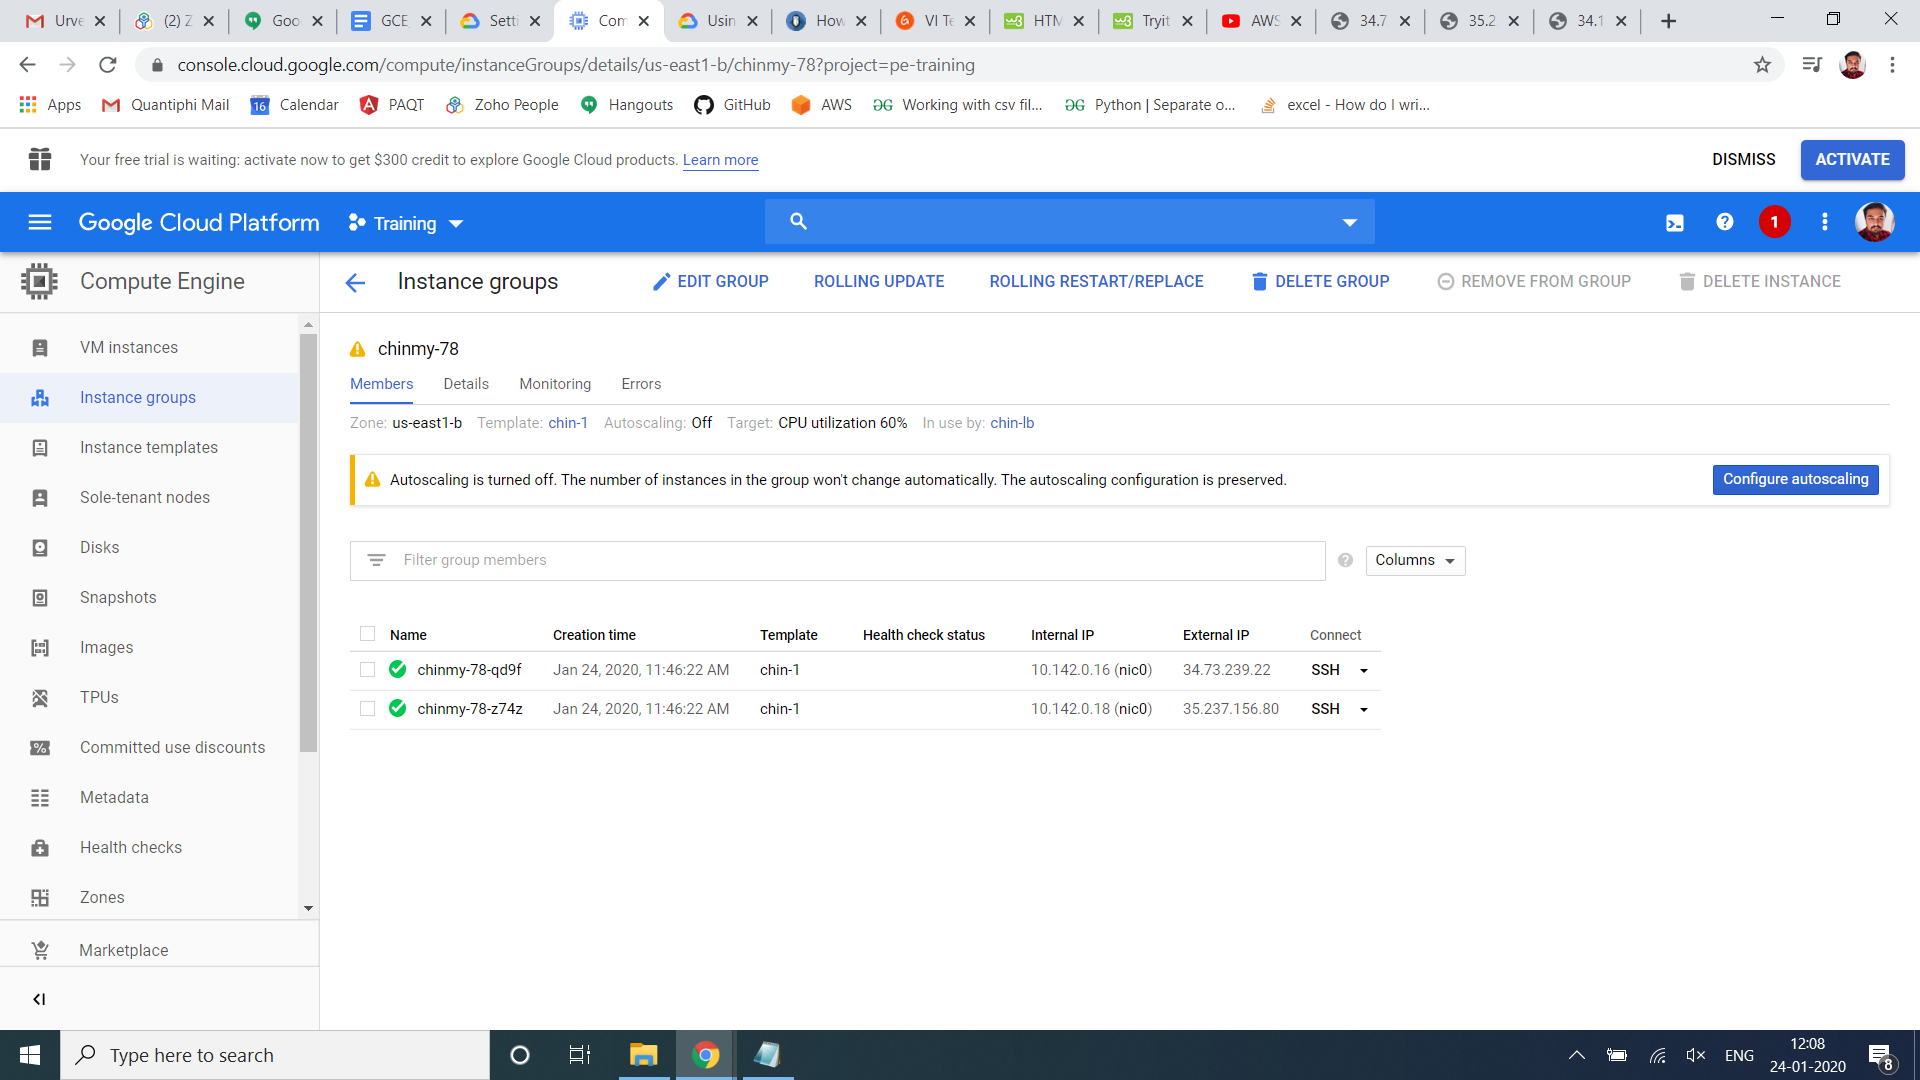 Urve
(2) Z
Goo
GCE
Setti
Com
Usin
How
VI Te
HTM
Tryit
AWS
34.7
35.2
34.1
console.cloud.google.com/compute/instanceGroups/details/us-east1-b/chinmy-78?project=pe-training
Apps
Quantiphi Mail
16
Calendar
PAQT
Zoho People
Hangouts
GitHub
AWS
Working with csv fil...
Python | Separate o...
excel - How do I wri...
Your free trial is waiting: activate now to get $300 credit to explore Google Cloud products. Learn more
DISMISS
ACTIVATE
Google Cloud Platform
Training
1
Compute Engine
Instance groups
EDIT GROUP
ROLLING UPDATE
ROLLING RESTART/REPLACE
DELETE GROUP
REMOVE FROM GROUP
DELETE INSTANCE
VM instances
Instance groups
Instance templates
Sole-tenant nodes
Disks
Snapshots
Images
TPUs
Committed use discounts
Metadata
Health checks
Zones
Marketplace
chinmy-78
Members Details Monitoring Errors
Zone: us-east1-b Template: chin-1 Autoscaling: Off Target: CPU utilization 60% In use by: chin-lb
Autoscaling is turned off. The number of instances in the group won't change automatically. The autoscaling configuration is preserved.
Configure autoscaling
Filter group members
Columns
Name Creation time Template Health check status Internal IP External IP Connect
chinmy-78-qd9f Jan 24, 2020, 11:46:22 AM chin-1 10.142.0.16 (nic0) 34.73.239.22 SSH
chinmy-78-z74z Jan 24, 2020, 11:46:22 AM chin-1 10.142.0.18 (nic0) 35.237.156.80 SSH
Type here to search
ENG
12:08
24-01-2020
8